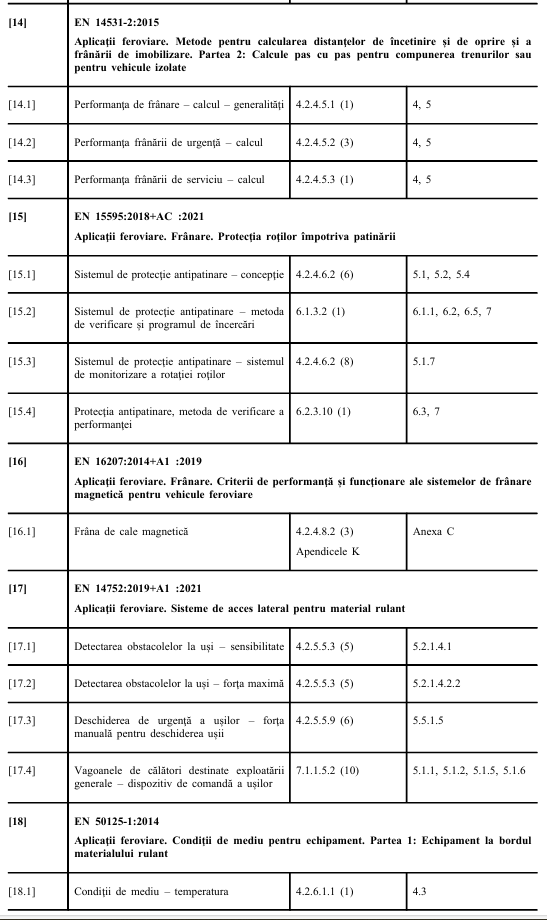 [14] EN 14531-2:2015
Aplicații feroviare. Metode pentru calcularea distanțelor de încetinire și de oprire și a
frânării de imobilizare. Partea 2: Calcule pas cu pas pentru compunerea trenurilor sau
pentru vehicule izolate
[14.1] Performanța de frânare – calcul – generalități 4.2.4.5.1 (1) 4, 5
[14.2] Performanța frânării de urgență – calcul 4.2.4.5.2 (3) 4, 5
[14.3] Performanța frânării de serviciu – calcul 4.2.4.5.3 (1) 4, 5
[15] EN 15595:2018+AC :2021
Aplicații feroviare. Frânare. Protecția roților împotriva patinării
[15.1] Sistemul de protecție antipatinare – concepție 4.2.4.6.2 (6) 5.1, 5.2, 5.4
[15.2] Sistemul de protecție antipatinare – metoda 6.1.3.2 (1) 6.1.1, 6.2, 6.5, 7
de verificare și programul de încercări
[15.3] Sistemul de protecție antipatinare – sistemul 4.2.4.6.2 (8) 5.1.7
de monitorizare a rotației roților
[15.4] Protecția antipatinare, metoda de verificare a 6.2.3.10 (1) 6.3, 7
performanței
[16] EN 16207:2014+A1 :2019
Aplicații feroviare. Frânare. Criterii de performanță și funcționare ale sistemelor de frânare
magnetică pentru vehicule feroviare
[16.1] Frâna de cale magnetică 4.2.4.8.2 (3) Anexa C
Apendicele K
[17] EN 14752:2019+A1 :2021
Aplicații feroviare. Sisteme de acces lateral pentru material rulant
[17.1] Detectarea obstacolelor la uși – sensibilitate 4.2.5.5.3 (5) 5.2.1.4.1
[17.2] Detectarea obstacolelor la uși – forța maximă 4.2.5.5.3 (5) 5.2.1.4.2.2
[17.3] Deschiderea de urgență a ușilor – forța 4.2.5.5.9 (6) 5.5.1.5
manuală pentru deschiderea ușii
[17.4] Vagoanele de călători destinate exploatării 7.1.1.5.2 (10) 5.1.1, 5.1.2, 5.1.5, 5.1.6
generale – dispozitiv de comandă a ușilor
[18] EN 50125-1:2014
Aplicații feroviare. Condiții de mediu pentru echipament. Partea 1: Echipament la bordul
materialului rulant
[18.1] Condiții de mediu – temperatura 4.2.6.1.1 (1) 4.3